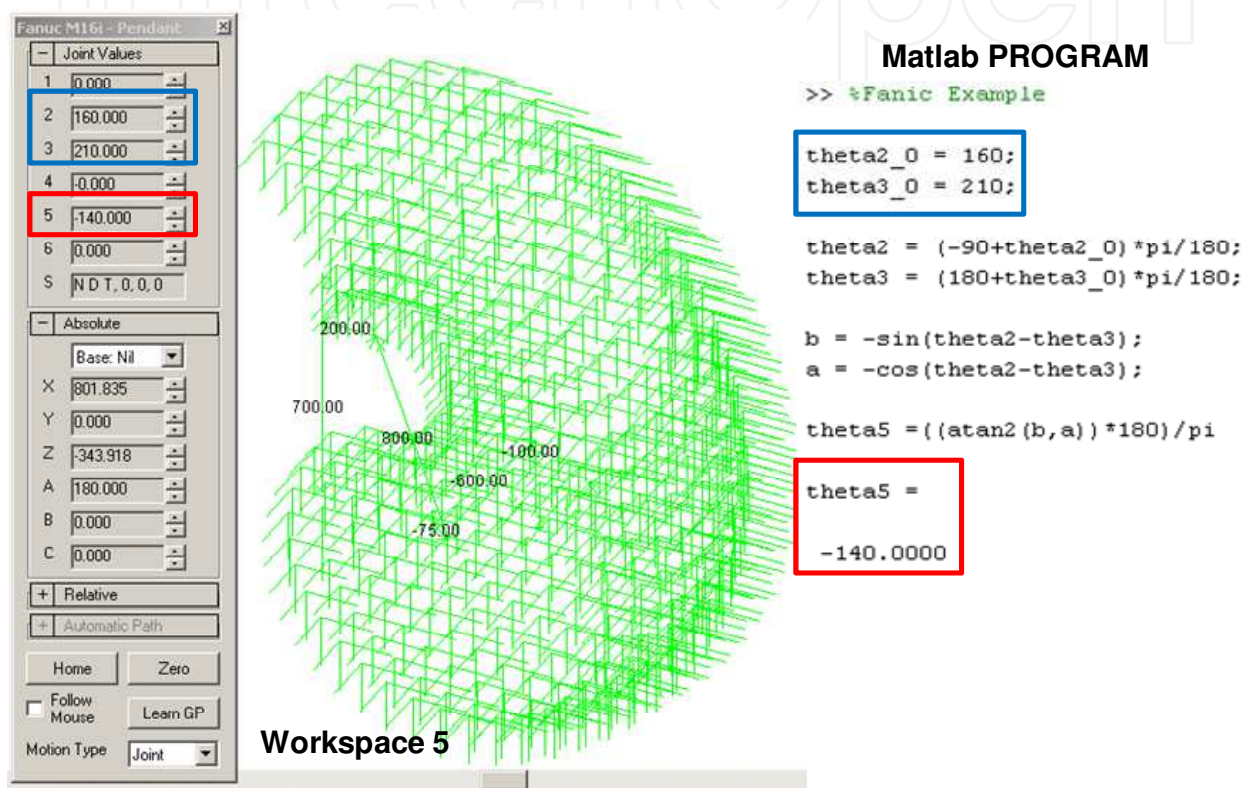 Fanuc M16i - Pendant
− Joint Values
1 0.000
2 160.000
3 210.000
4 -0.000
5 -140.000
6 0.000
S N D T, 0, 0, 0
− Absolute
Base: Nil
X 801.835
Y 0.000
Z -343.918
A 180.000
B 0.000
C 0.000
+ Relative
+ Automatic Path
Home Zero
Follow Mouse Learn GP
Motion Type Joint
200.00
700.00
800.00
-100.00
-600.00
-75.00
Workspace 5
Matlab PROGRAM
>> %Fanic Example
theta2_0 = 160;
theta3_0 = 210;
theta2 = (-90+theta2_0)*pi/180;
theta3 = (180+theta3_0)*pi/180;
b = -sin(theta2-theta3);
a = -cos(theta2-theta3);
theta5 =((atan2(b,a))*180)/pi
theta5 =
-140.0000